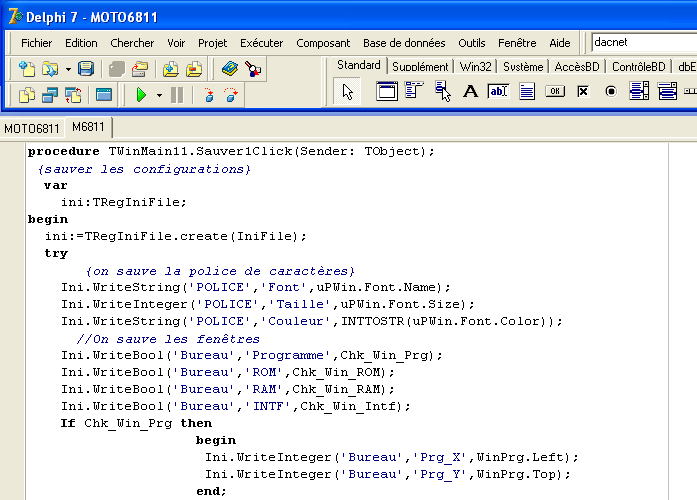 Delphi 7 - MOTO6811
Fichier Edition Chercher Voir Projet Exécuter Composant Base de données Outils Fenêtre Aide dacnet
Standard Supplément Win32 Système AccèsBD ContrôleBD dbE
MOTO6811 M6811
procedure TWinMain11.Sauver1Click(Sender: TObject);
{sauver les configurations}
var
ini:TRegIniFile;
begin
ini:=TRegIniFile.create(IniFile);
try
{on sauve la police de caractères}
Ini.WriteString('POLICE','Font',uPWin.Font.Name);
Ini.WriteInteger('POLICE','Taille',uPWin.Font.Size);
Ini.WriteString('POLICE','Couleur',INTTOSTR(uPWin.Font.Color));
//On sauve les fenêtres
Ini.WriteBool('Bureau','Programme',Chk_Win_Prg);
Ini.WriteBool('Bureau','ROM',Chk_Win_ROM);
Ini.WriteBool('Bureau','RAM',Chk_Win_RAM);
Ini.WriteBool('Bureau','INTF',Chk_Win_Intf);
If Chk_Win_Prg then
begin
Ini.WriteInteger('Bureau','Prg_X',WinPrg.Left);
Ini.WriteInteger('Bureau','Prg_Y',WinPrg.Top);
end;